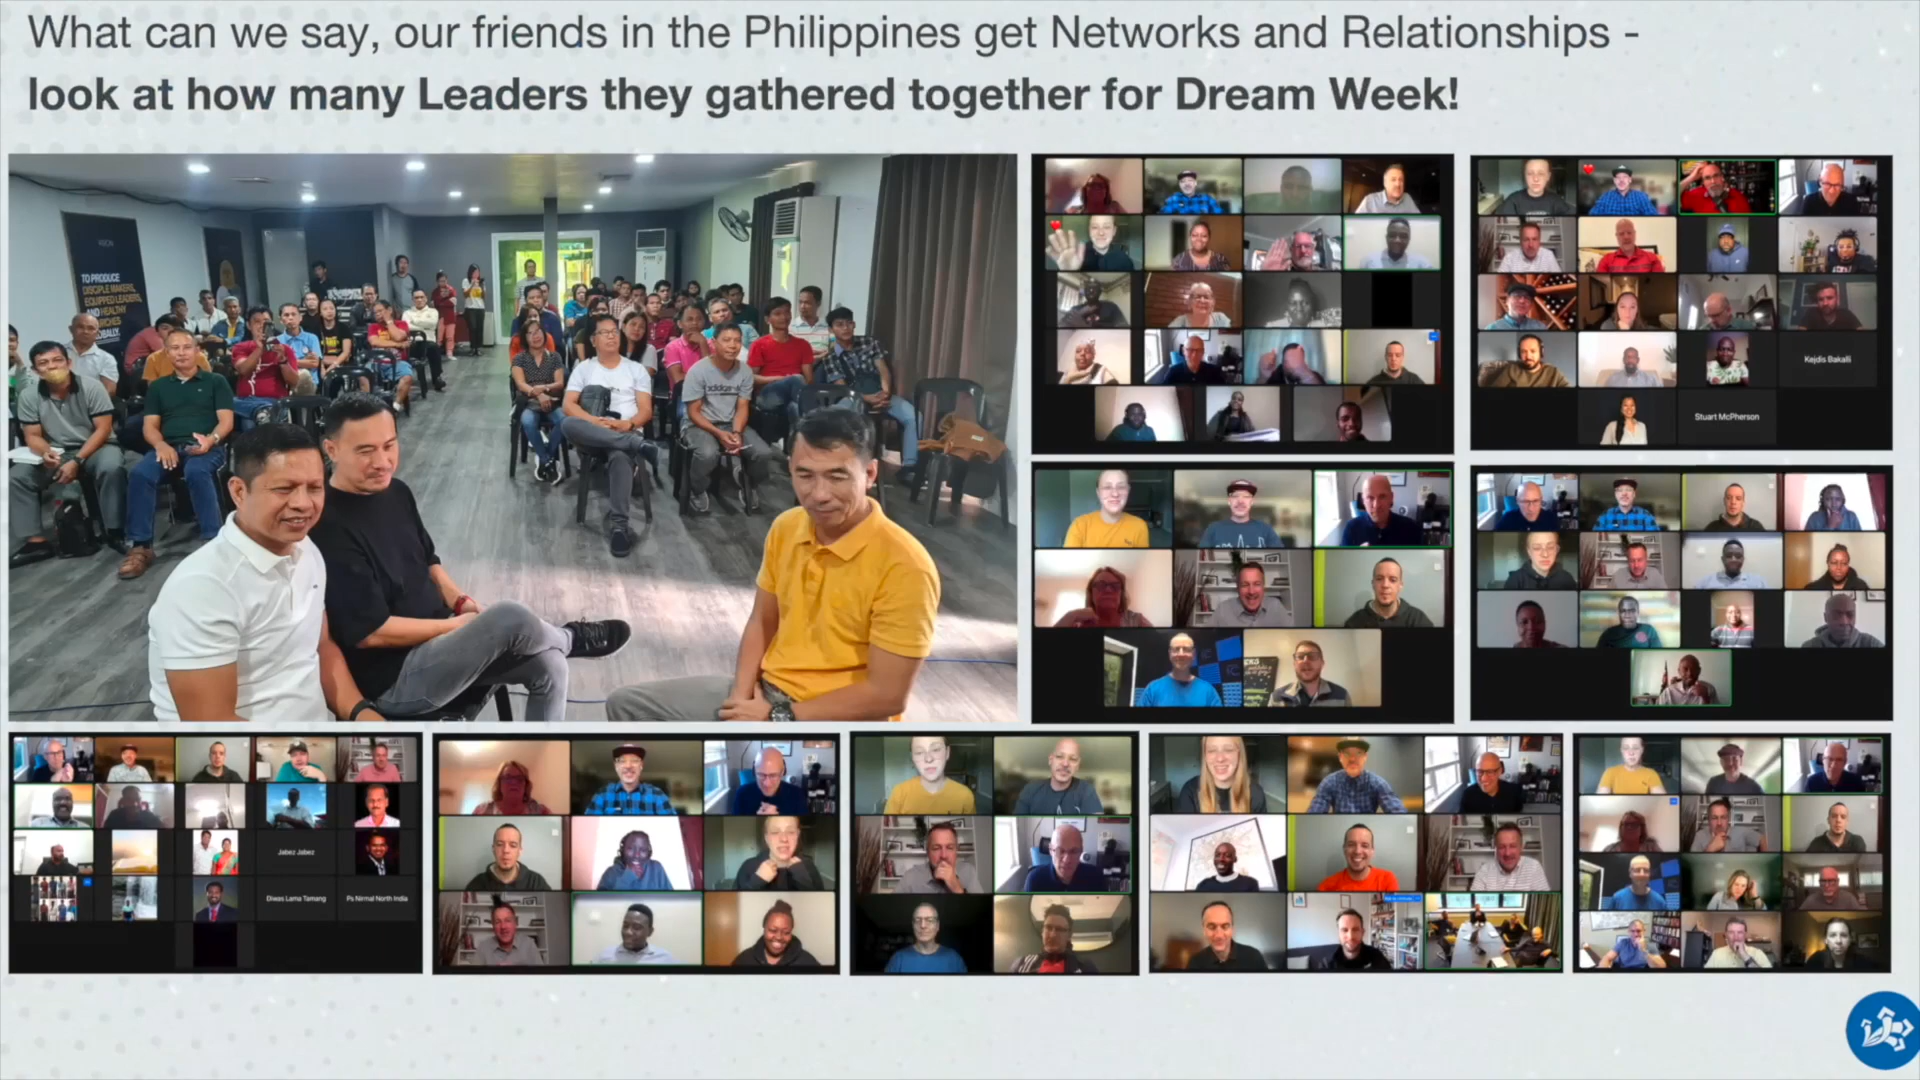 What can we say, our friends in the Philippines get Networks and Relationships -
look at how many Leaders they gathered together for Dream Week!
TO PRODUCE
DISCIPLE MAKERS,
EQUIPPED LEADERS,
AND HEALTHY
Kejdis Bakalli
Stuart McPherson
Jabez Jabez
Diwas Lama Tamang
Ps Nirmal North India